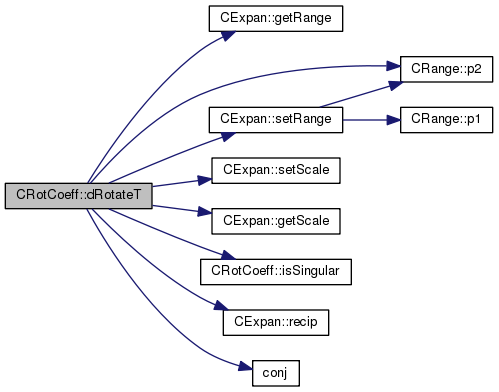 CExpan::getRange
CRange::p2
CExpan::setRange
CRange::p1
CExpan::setScale
CRotCoeff::dRotateT
CExpan::getScale
CRotCoeff::isSingular
CExpan::recip
conj